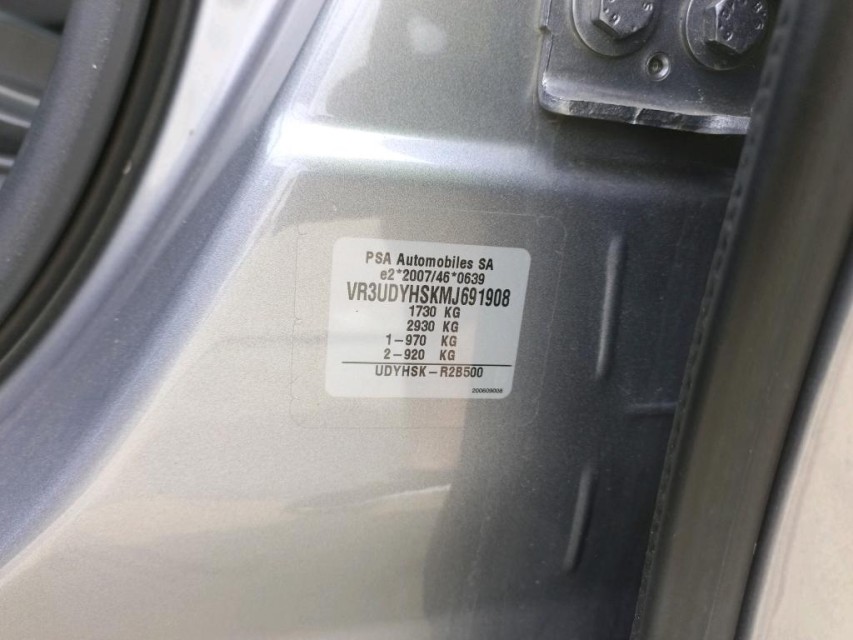 PSA Automobiles SA
e2*2007/46*0639
VR3UDYHSKMJ691908
1730 KG
2930 KG
1-970 KG
2-920 KG
UDYHSK-R2B500